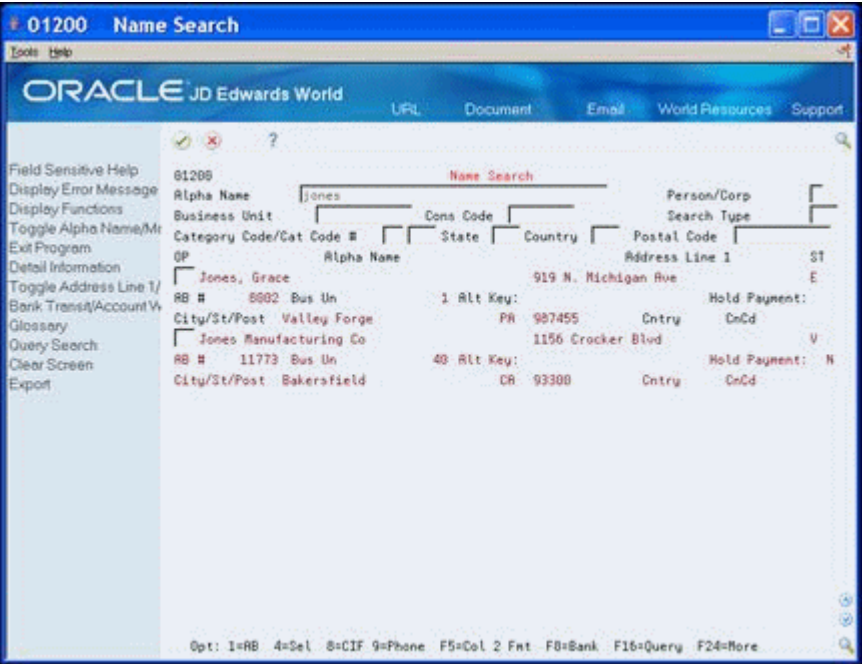 01200 Name Search
Tools Help
ORACLE JD Edwards World
URL Document Email World Resources Support
?
Field Sensitive Help
Display Error Message
Display Functions
Toggle Alpha Name/Ma
Exit Program
Detail Information
Toggle Address Line 1/
Bank Transit/Account W
Glossary
Query Search
Clear Screen
Export
01200 Name Search
Alpha Name jones Person/Corp
Business Unit Cons Code Search Type
Category Code/Cat Code # State Country Postal Code
OP Alpha Name Address Line 1 ST
Jones, Grace 919 N. Michigan Ave E
AB # 6002 Bus Un 1 Alt Key: Hold Payment:
City/St/Post Valley Forge PA 987455 Cntry CnCd
Jones Manufacturing Co 1156 Crocker Blvd V
AB # 11773 Bus Un 40 Alt Key: Hold Payment: N
City/St/Post Bakersfield CA 93300 Cntry CnCd
Opt: 1=AB 4=Sel 8=CIF 9=Phone F5=Col 2 Fmt F8=Bank F16=Query F24=More